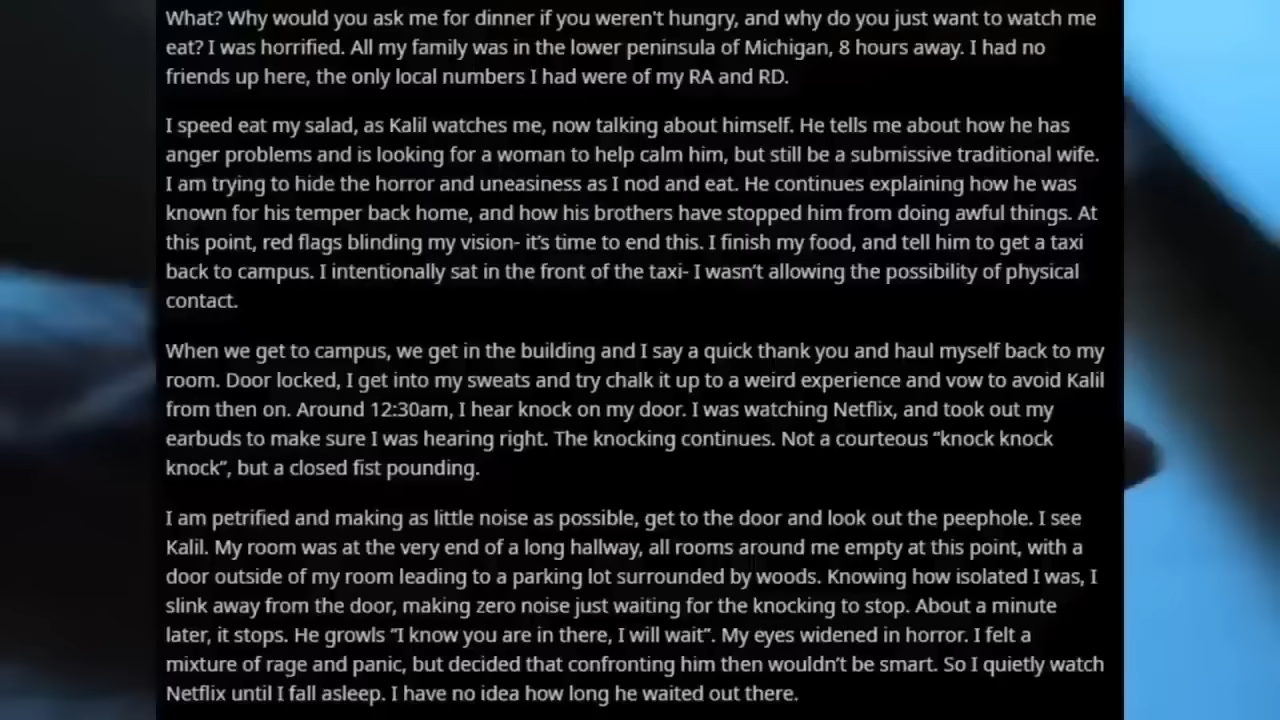 What? Why would you ask me for dinner if you weren't hungry, and why do you just want to watch me
eat? I was horrified. All my family was in the lower peninsula of Michigan, 8 hours away. I had no
friends up here, the only local numbers I had were of my RA and RD.
I speed eat my salad, as Kalil watches me, now talking about himself. He tells me about how he has
anger problems and is looking for a woman to help calm him, but still be a submissive traditional wife.
I am trying to hide the horror and uneasiness as I nod and eat. He continues explaining how he was
known for his temper back home, and how his brothers have stopped him from doing awful things. At
this point, red flags blinding my vision- it's time to end this. I finish my food, and tell him to get a taxi
back to campus. I intentionally sat in the front of the taxi- I wasn't allowing the possibility of physical
contact.
When we get to campus, we get in the building and I say a quick thank you and haul myself back to my
room. Door locked, I get into my sweats and try chalk it up to a weird experience and vow to avoid Kalil
from then on. Around 12:30am, I hear knock on my door. I was watching Netflix, and took out my
earbuds to make sure I was hearing right. The knocking continues. Not a courteous “knock knock
knock”, but a closed fist pounding.
I am petrified and making as little noise as possible, get to the door and look out the peephole. I see
Kalil. My room was at the very end of a long hallway, all rooms around me empty at this point, with a
door outside of my room leading to a parking lot surrounded by woods. Knowing how isolated I was, I
slink away from the door, making zero noise just waiting for the knocking to stop. About a minute
later, it stops. He growls “I know you are in there, I will wait”. My eyes widened in horror. I felt a
mixture of rage and panic, but decided that confronting him then wouldn't be smart. So I quietly watch
Netflix until I fall asleep. I have no idea how long he waited out there.